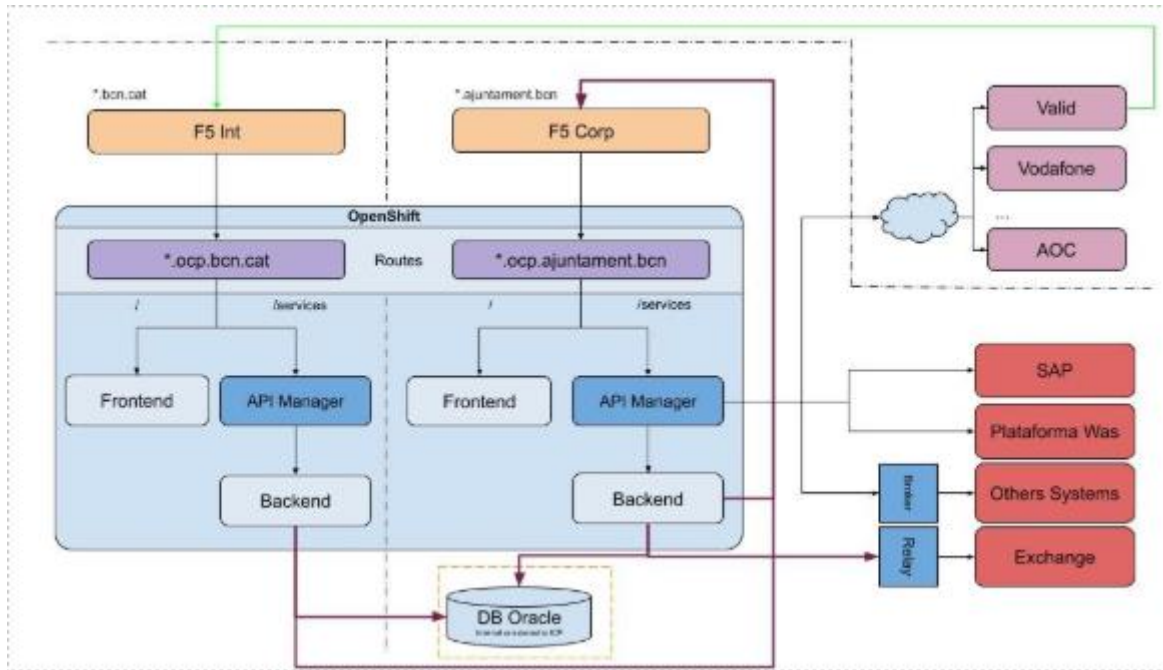 *.bcn.cat
*.ajuntament.bcn
F5 Int
F5 Corp
Valid
Vodafone
...
AOC
OpenShift
*.ocp.bcn.cat
Routes
*.ocp.ajuntament.bcn
/
/services
/
/services
Frontend
API Manager
Frontend
API Manager
SAP
Plataforma Was
Backend
Backend
Broker
Others Systems
Relay
Exchange
DB Oracle